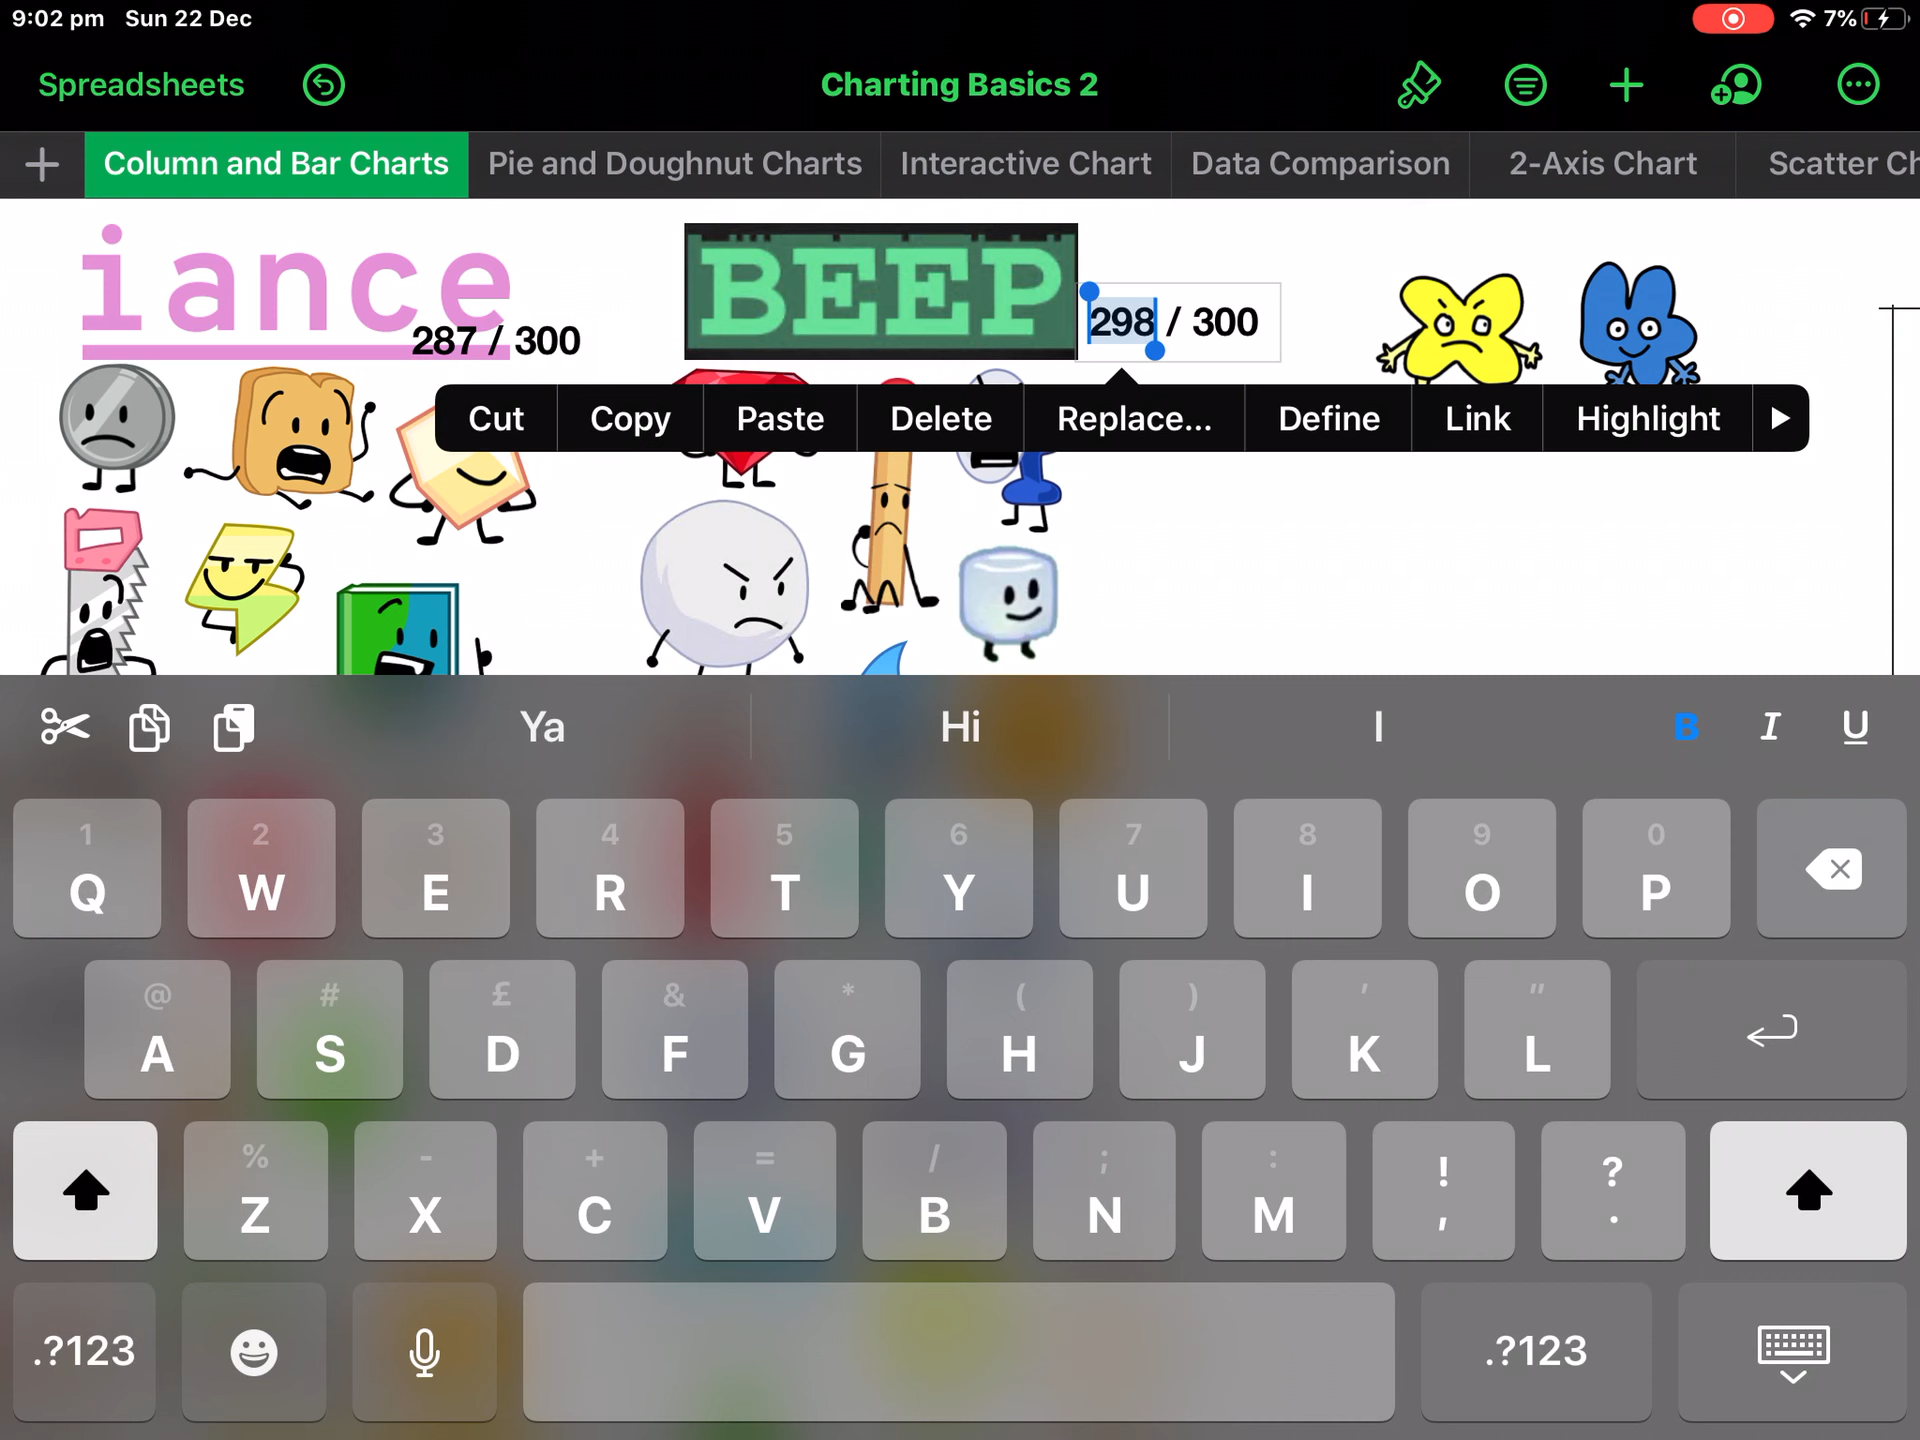 9:02 pm Sun 22 Dec 7%
Spreadsheets Charting Basics 2
Column and Bar Charts Pie and Doughnut Charts Interactive Chart Data Comparison 2-Axis Chart Scatter Ch
iance BEEP
287 / 300 298 / 300
Cut Copy Paste Delete Replace... Define Link Highlight
Ya Hi I B I U
1 2 3 4 5 6 7 8 9 0
Q W E R T Y U I O P
@ # £ & * ( ) ' "
A S D F G H J K L
% - + = / ; : ! ?
Z X C V B N M , .
.?123 .?123